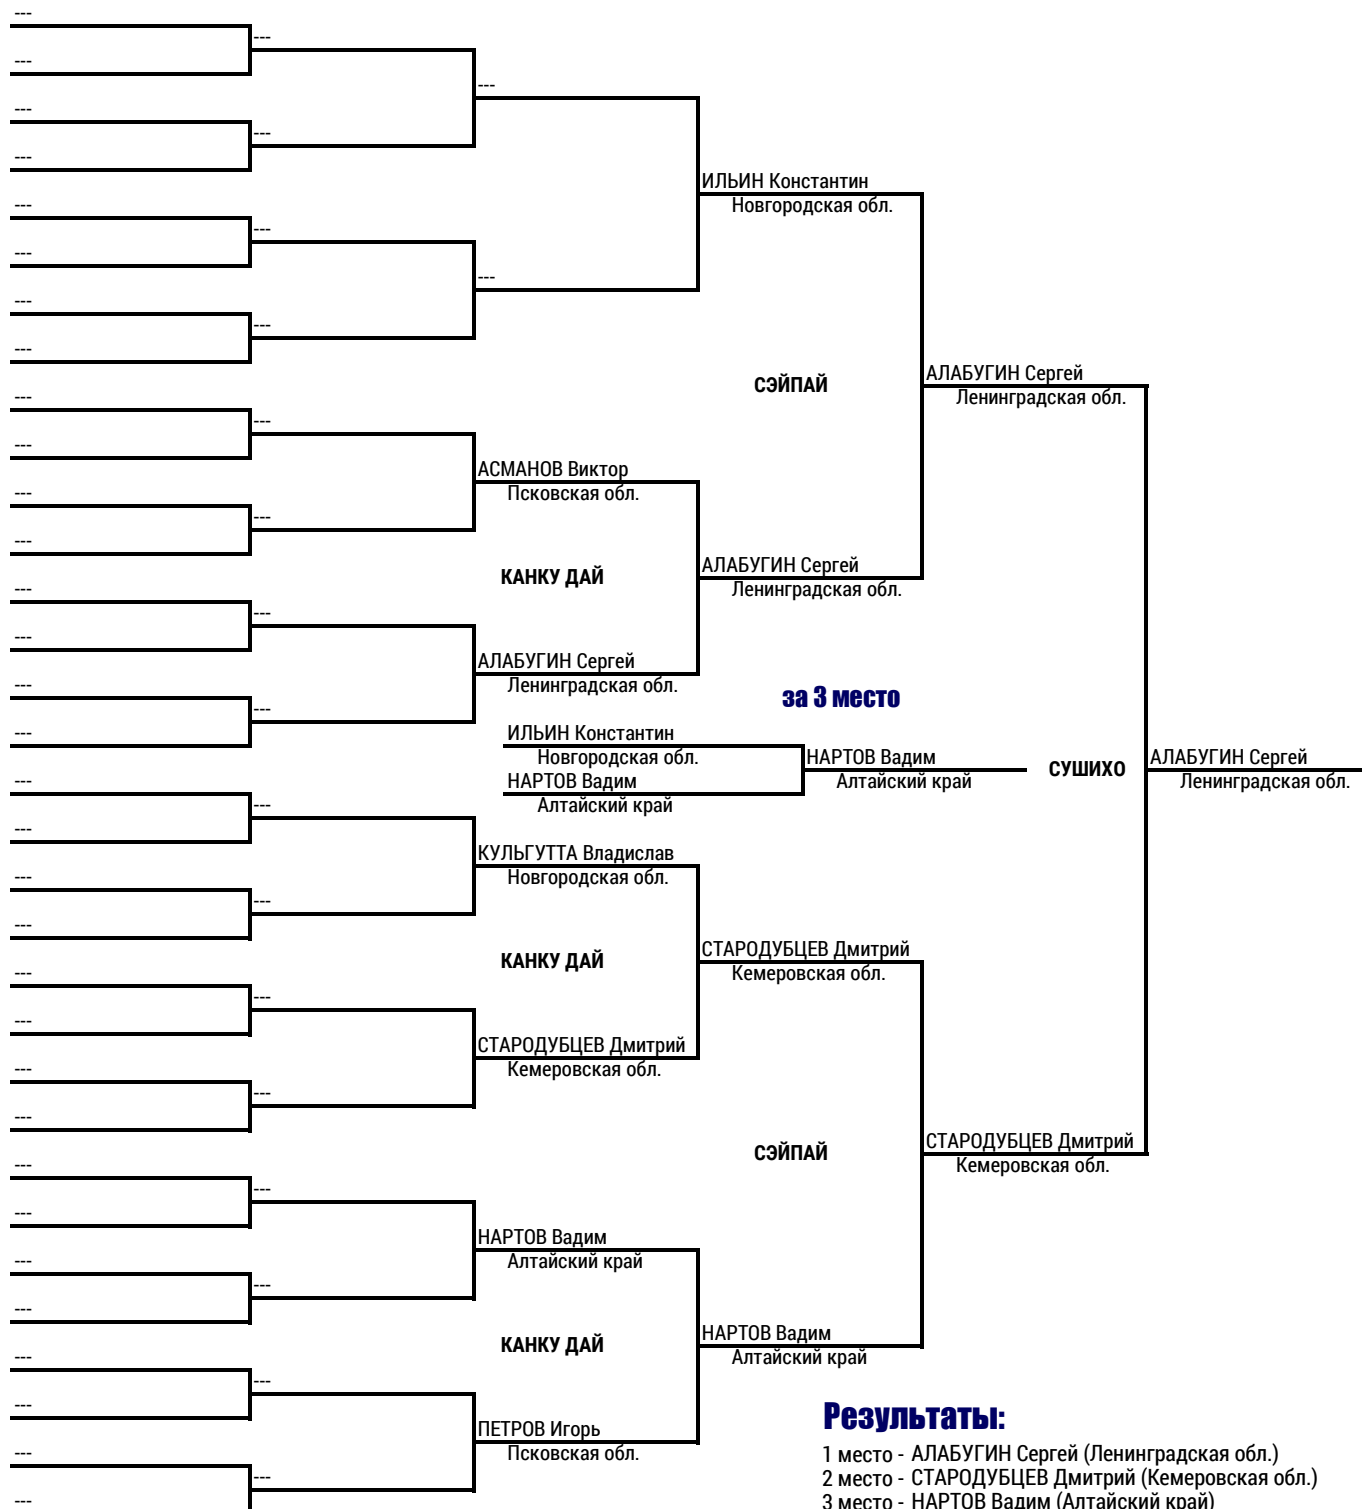 ---
---
---
---
---
---
---
---
---
ИЛЬИН Константин
Новгородская обл.
---
---
---
---
---
---
---
АЛАБУГИН Сергей
СЭЙПАЙ
Ленинградская обл.
---
---
---
АСМАНОВ Виктор
Псковская обл.
---
---
---
АЛАБУГИН Сергей
КАНКУ ДАЙ
Ленинградская обл.
---
---
---
АЛАБУГИН Сергей
Ленинградская обл.
---
за 3 место
---
---
ИЛЬИН Константин
Новгородская обл.
НАРТОВ Вадим
Алтайский край
НАРТОВ Вадим
Алтайский край
СУШИХО
АЛАБУГИН Сергей
Ленинградская обл.
---
---
---
КУЛЬГУТТА Владислав
Новгородская обл.
---
---
---
СТАРОДУБЦЕВ Дмитрий
КАНКУ ДАЙ
Кемеровская обл.
---
---
---
СТАРОДУБЦЕВ Дмитрий
Кемеровская обл.
---
---
---
СТАРОДУБЦЕВ Дмитрий
СЭЙПАЙ
Кемеровская обл.
---
---
---
НАРТОВ Вадим
Алтайский край
---
---
---
НАРТОВ Вадим
КАНКУ ДАЙ
Алтайский край
---
---
---
ПЕТРОВ Игорь
Псковская обл.
---
---
---
Результаты:
1 место - АЛАБУГИН Сергей (Ленинградская обл.)
2 место - СТАРОДУБЦЕВ Дмитрий (Кемеровская обл.)
3 место - НАРТОВ Вадим (Алтайский край)